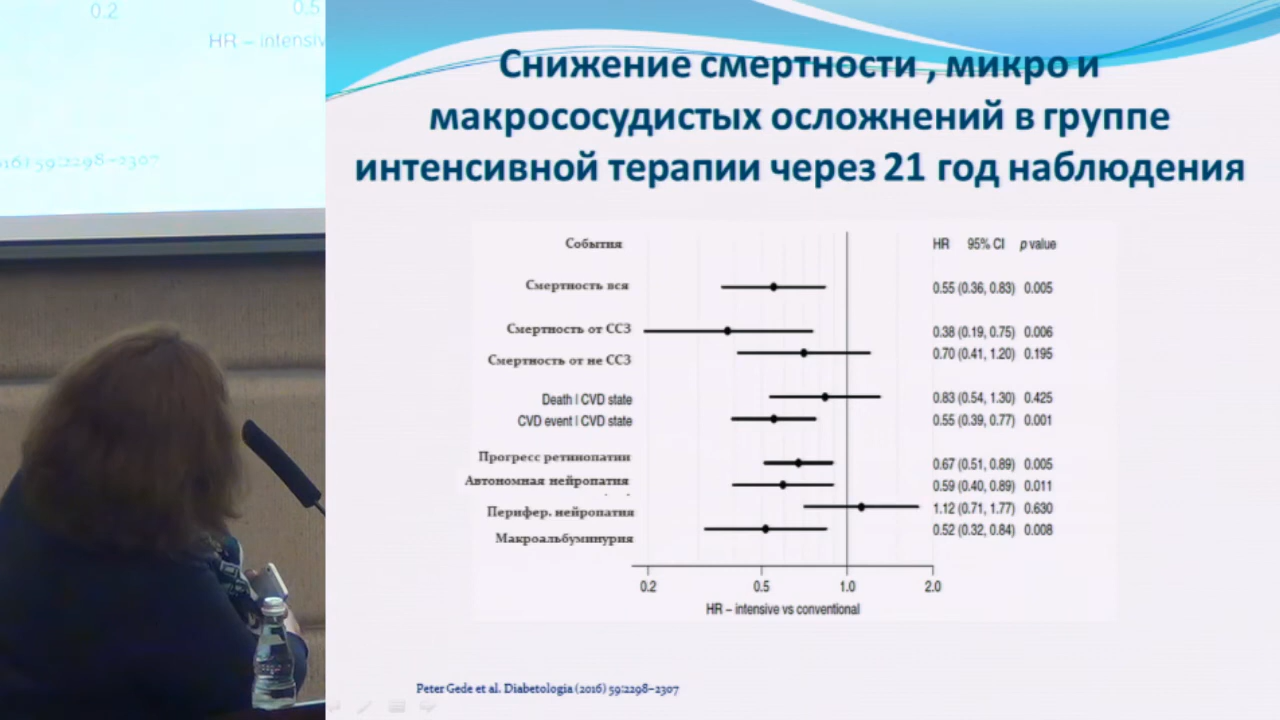 0.2 0.5
HR – intensiv
016) 59:2298–2307
Снижение смертности , микро и
макрососудистых осложнений в группе
интенсивной терапии через 21 год наблюдения
События HR 95% CI p value
Смертность вся 0.55 (0.36, 0.83) 0.005
Смертность от ССЗ 0.38 (0.19, 0.75) 0.006
Смертность от не ССЗ 0.70 (0.41, 1.20) 0.195
Death | CVD state 0.83 (0.54, 1.30) 0.425
CVD event | CVD state 0.55 (0.39, 0.77) 0.001
Прогресс ретинопатии 0.67 (0.51, 0.89) 0.005
Автономная нейропатия 0.59 (0.40, 0.89) 0.011
Перифер. нейропатия 1.12 (0.71, 1.77) 0.630
Макроальбуминурия 0.52 (0.32, 0.84) 0.008
0.2 0.5 1.0 2.0
HR – intensive vs conventional
Peter Gede et al. Diabetologia (2016) 59:2298–2307